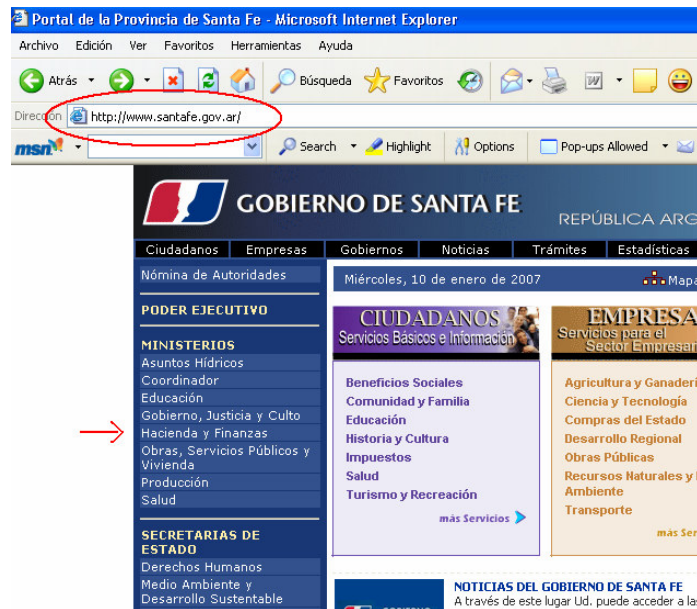 Portal de la Provincia de Santa Fe - Microsoft Internet Explorer
Archivo Edición Ver Favoritos Herramientas Ayuda
Atrás Búsqueda Favoritos
Dirección http://www.santafe.gov.ar/
msn Search Highlight Options Pop-ups Allowed
GOBIERNO DE SANTA FE
REPÚBLICA ARG
Ciudadanos Empresas Gobiernos Noticias Trámites Estadísticas
Nómina de Autoridades
PODER EJECUTIVO
MINISTERIOS
Asuntos Hídricos
Coordinador
Educación
Gobierno, Justicia y Culto
Hacienda y Finanzas
Obras, Servicios Públicos y
Vivienda
Producción
Salud
SECRETARIAS DE
ESTADO
Derechos Humanos
Medio Ambiente y
Desarrollo Sustentable
Miércoles, 10 de enero de 2007 Mapa
CIUDADANOS
Servicios Básicos e Información
Beneficios Sociales
Comunidad y Familia
Educación
Historia y Cultura
Impuestos
Salud
Turismo y Recreación
más Servicios
EMPRESA
Servicios para el
Sector Empresari
Agricultura y Ganaderí
Ciencia y Tecnología
Compras del Estado
Desarrollo Regional
Obras Públicas
Recursos Naturales y
Ambiente
Transporte
más Ser
NOTICIAS DEL GOBIERNO DE SANTA FE
A través de este lugar Ud. puede acceder a las